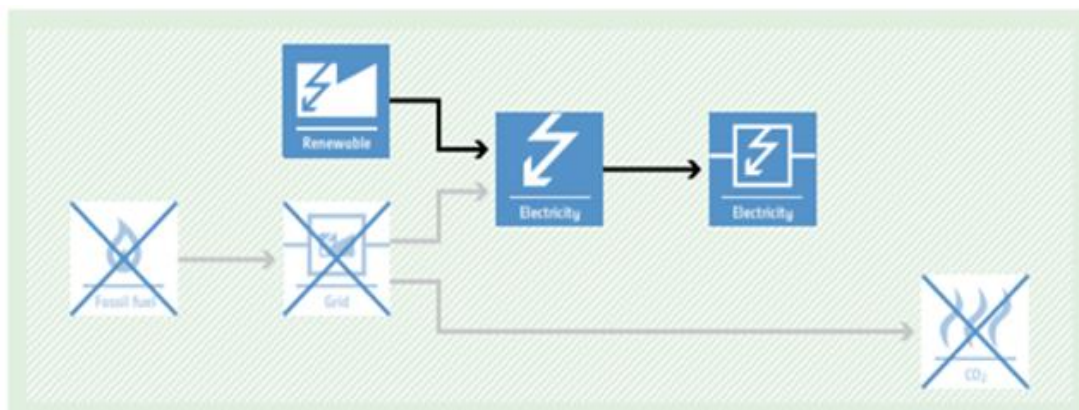 Renewable
Electricity
Electricity
Fossil fuel
Grid
CO₂